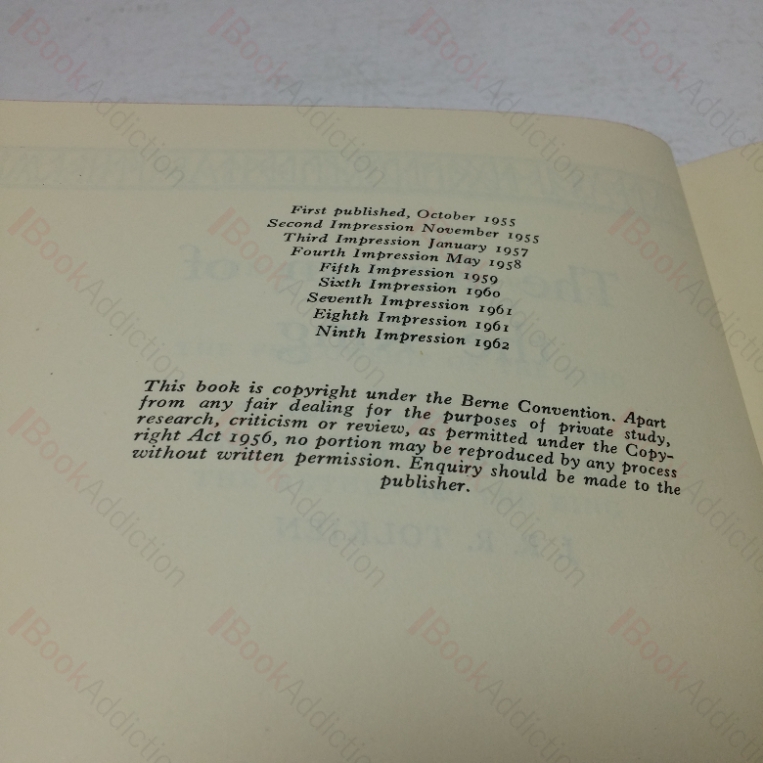 First published, October 1955
Second Impression November 1955
Third Impression January 1957
Fourth Impression May 1958
Fifth Impression 1959
Sixth Impression 1960
Seventh Impression 1961
Eighth Impression 1961
Ninth Impression 1962
This book is copyright under the Berne Convention. Apart
from any fair dealing for the purposes of private study,
research, criticism or review, as permitted under the Copy-
right Act 1956, no portion may be reproduced by any process
without written permission. Enquiry should be made to the
publisher.
J. R. R. TOLKIEN
BookAddiction